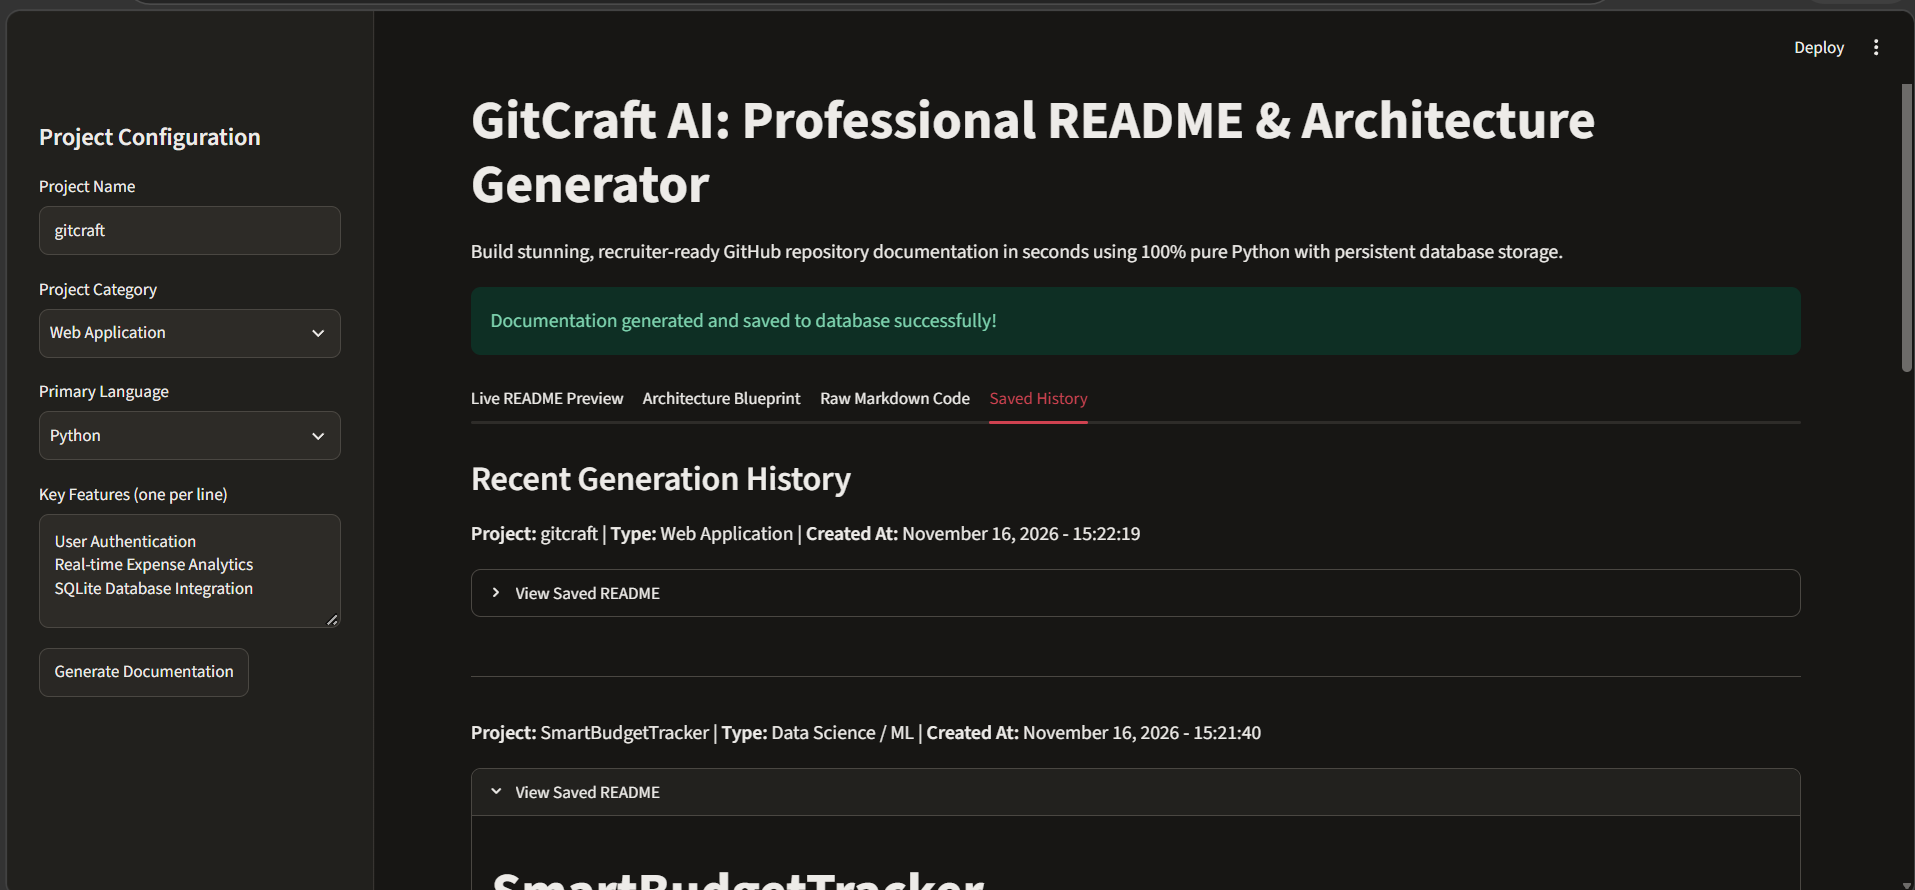 Deploy
Project Configuration
Project Name
gitcraft
Project Category
Web Application
Primary Language
Python
Key Features (one per line)
User Authentication
Real-time Expense Analytics
SQLite Database Integration
Generate Documentation
GitCraft AI: Professional README & Architecture
Generator
Build stunning, recruiter-ready GitHub repository documentation in seconds using 100% pure Python with persistent database storage.
Documentation generated and saved to database successfully!
Live README Preview
Architecture Blueprint
Raw Markdown Code
Saved History
Recent Generation History
Project: gitcraft | Type: Web Application | Created At: November 16, 2026 - 15:22:19
View Saved README
Project: SmartBudgetTracker | Type: Data Science / ML | Created At: November 16, 2026 - 15:21:40
View Saved README
SmartBudgetTracker